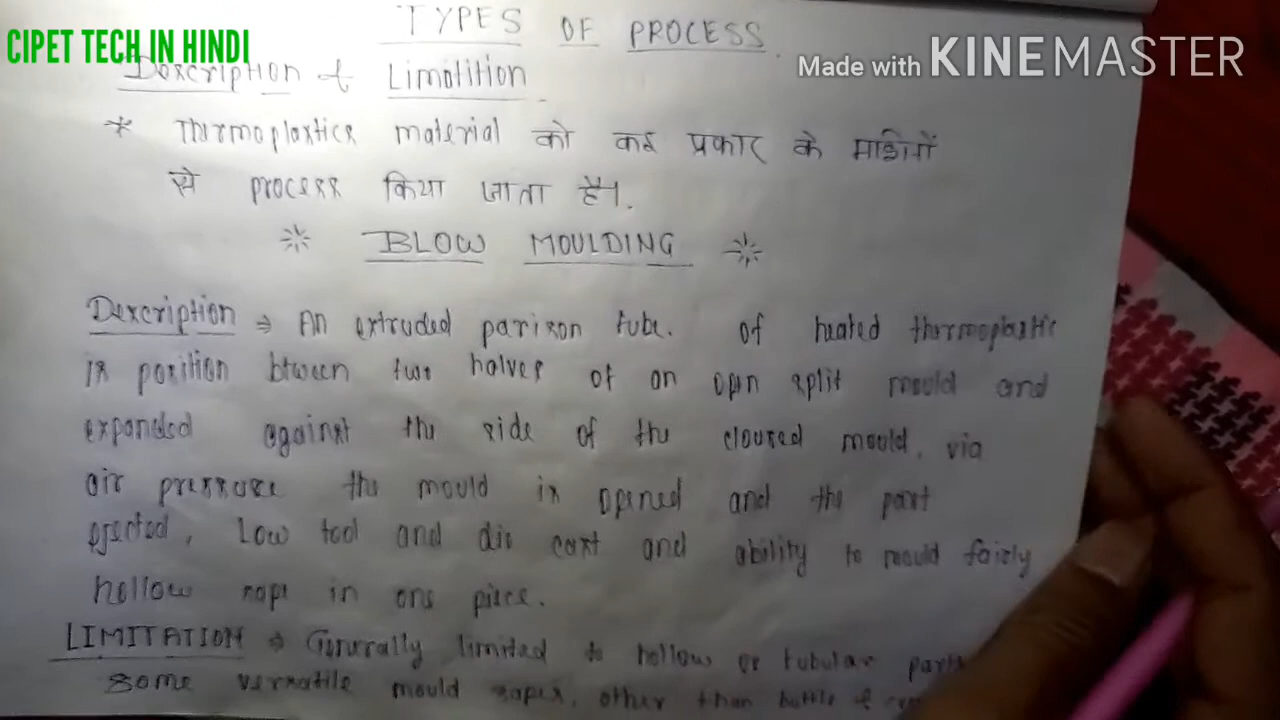 CIPET TECH IN HINDI
Made with KINEMASTER
TYPES OF PROCESS
Description & Limotition
* Thermoplastics material को कई प्रकार के
से process किया जाता है।
BLOW MOULDING
Description ⇒ An extruded parison tube. of heated thermoplastic
is position btween two halves of an open split mould and
expanded against the side of the cloused mould, via
air pressure the mould is opened and the part
ejected, Low tool and die cost and ability to mould fairly
hollow saps in one piece.
LIMITATION ⇒ Generally limited to hollow or tubular parts
some versatile mould sapes, other than bottle &